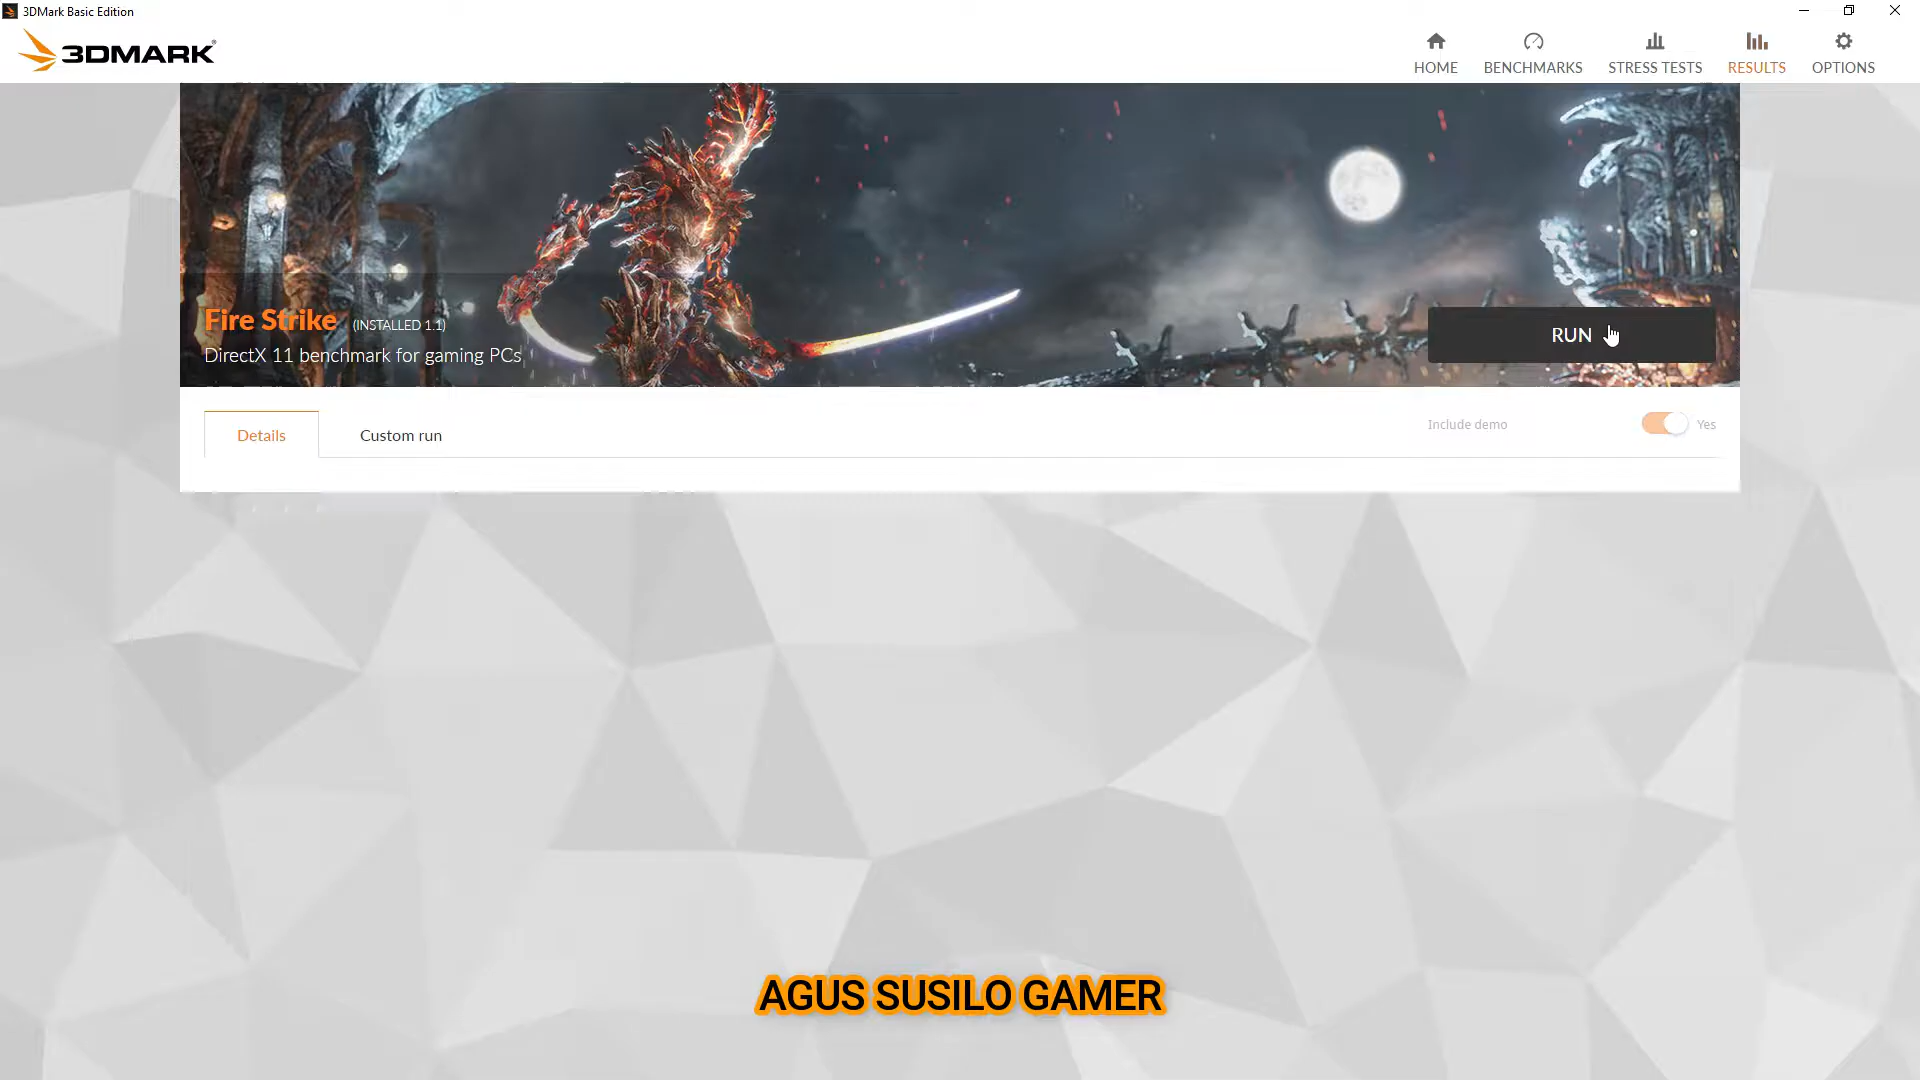 3DMark Basic Edition
3DMARK
HOME
BENCHMARKS
STRESS TESTS
RESULTS
OPTIONS
Fire Strike (INSTALLED 1.1)
DirectX 11 benchmark for gaming PCs
RUN
Details
Custom run
Include demo
Yes
AGUS SUSILO GAMER